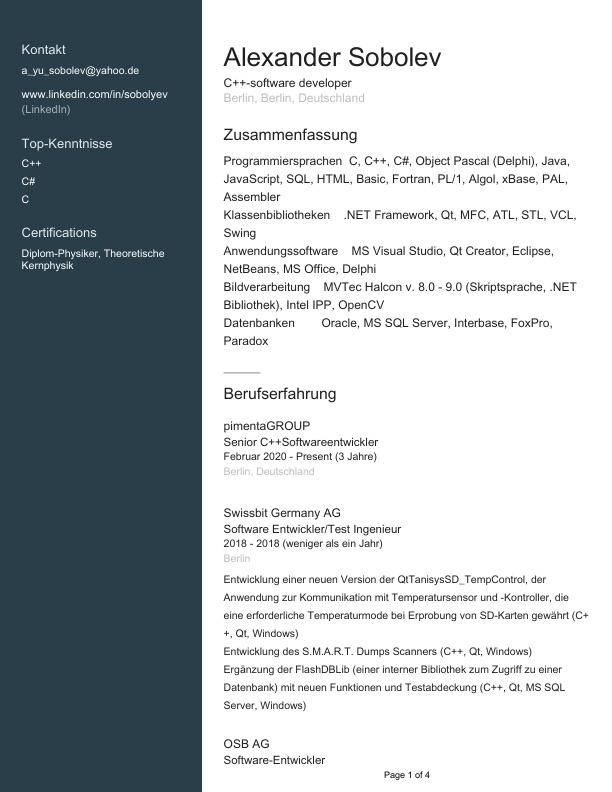 Kontakt
a_yu_sobolev@yahoo.de
www.linkedin.com/in/sobolyev
(LinkedIn)
Top-Kenntnisse
C++
C#
C
Certifications
Diplom-Physiker, Theoretische
Kernphysik
Alexander Sobolev
C++-software developer
Berlin, Berlin, Deutschland
Zusammenfassung
Programmiersprachen C, C++, C#, Object Pascal (Delphi), Java,
JavaScript, SQL, HTML, Basic, Fortran, PL/1, Algol, xBase, PAL,
Assembler
Klassenbibliotheken .NET Framework, Qt, MFC, ATL, STL, VCL,
Swing
Anwendungssoftware MS Visual Studio, Qt Creator, Eclipse,
NetBeans, MS Office, Delphi
Bildverarbeitung MVTec Halcon v. 8.0 - 9.0 (Skriptsprache, .NET
Bibliothek), Intel IPP, OpenCV
Datenbanken Oracle, MS SQL Server, Interbase, FoxPro,
Paradox
Berufserfahrung
pimentaGROUP
Senior C++Softwareentwickler
Februar 2020 - Present (3 Jahre)
Berlin, Deutschland
Swissbit Germany AG
Software Entwickler/Test Ingenieur
2018 - 2018 (weniger als ein Jahr)
Berlin
Entwicklung einer neuen Version der QtTanisysSD_TempControl, der
Anwendung zur Kommunikation mit Temperatursensor und -Kontroller, die
eine erforderliche Temperaturmode bei Erprobung von SD-Karten gewährt (C+
+, Qt, Windows)
Entwicklung des S.M.A.R.T. Dumps Scanners (C++, Qt, Windows)
Ergänzung der FlashDBLib (einer interner Bibliothek zum Zugriff zu einer
Datenbank) mit neuen Funktionen und Testabdeckung (C++, Qt, MS SQL
Server, Windows)
OSB AG
Software-Entwickler
Page 1 of 4